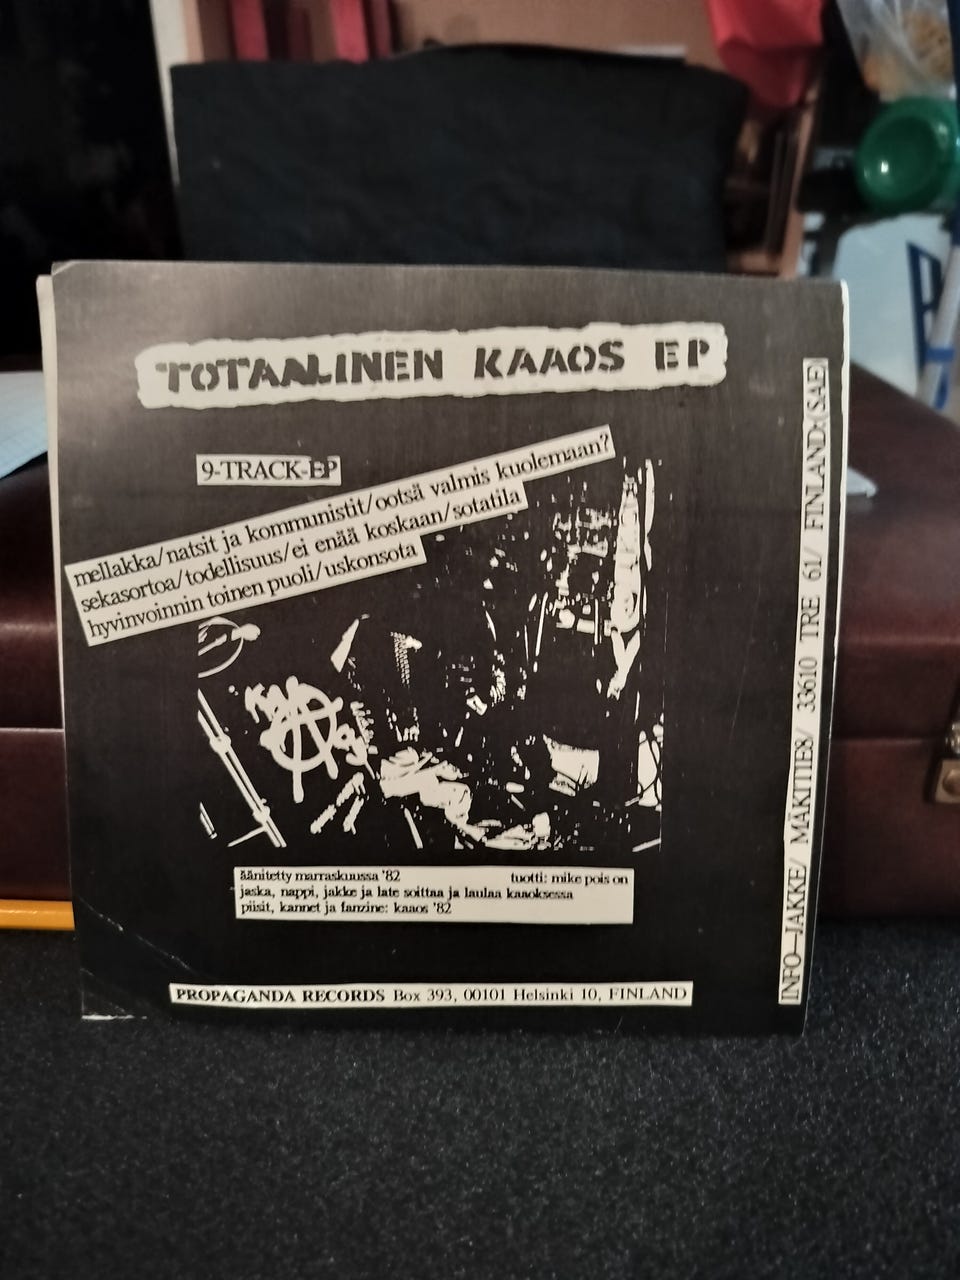 TOTAALINEN KAAOS EP
9-TRACK-EP
mellakka/natsit ja kommunistit/ootsä valmis kuolemaan?
sekasortoa/todellisuus/ei enää koskaan/sotatila
hyvinvoinnin toinen puoli/uskonsota
äänitetty marraskuussa '82 tuotti: mike pois on
jaska, nappi, jakke ja late soittaa ja laulaa kaaoksessa
piisit, kannet ja fanzine: kaaos '82
PROPAGANDA RECORDS Box 393, 00101 Helsinki 10, FINLAND
INFO—JAKKE/ MÄKITIE8/ 33610 TRE 61/ FINLAND:(SAE)